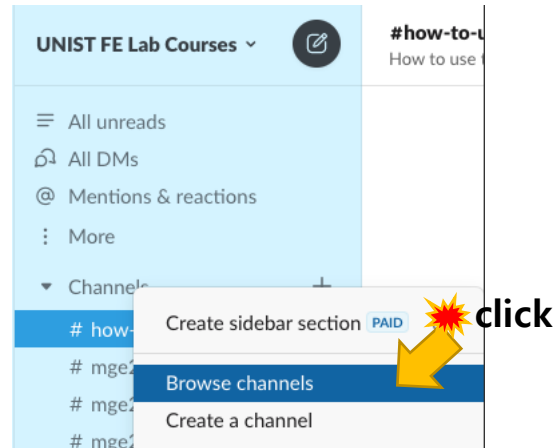 UNIST FE Lab Courses
#how-to-u
How to use
All unreads
All DMs
@ Mentions & reactions
More
Channels +
# how-
Create sidebar section PAID
click
# mge2
Browse channels
# mge2
Create a channel
# mge2